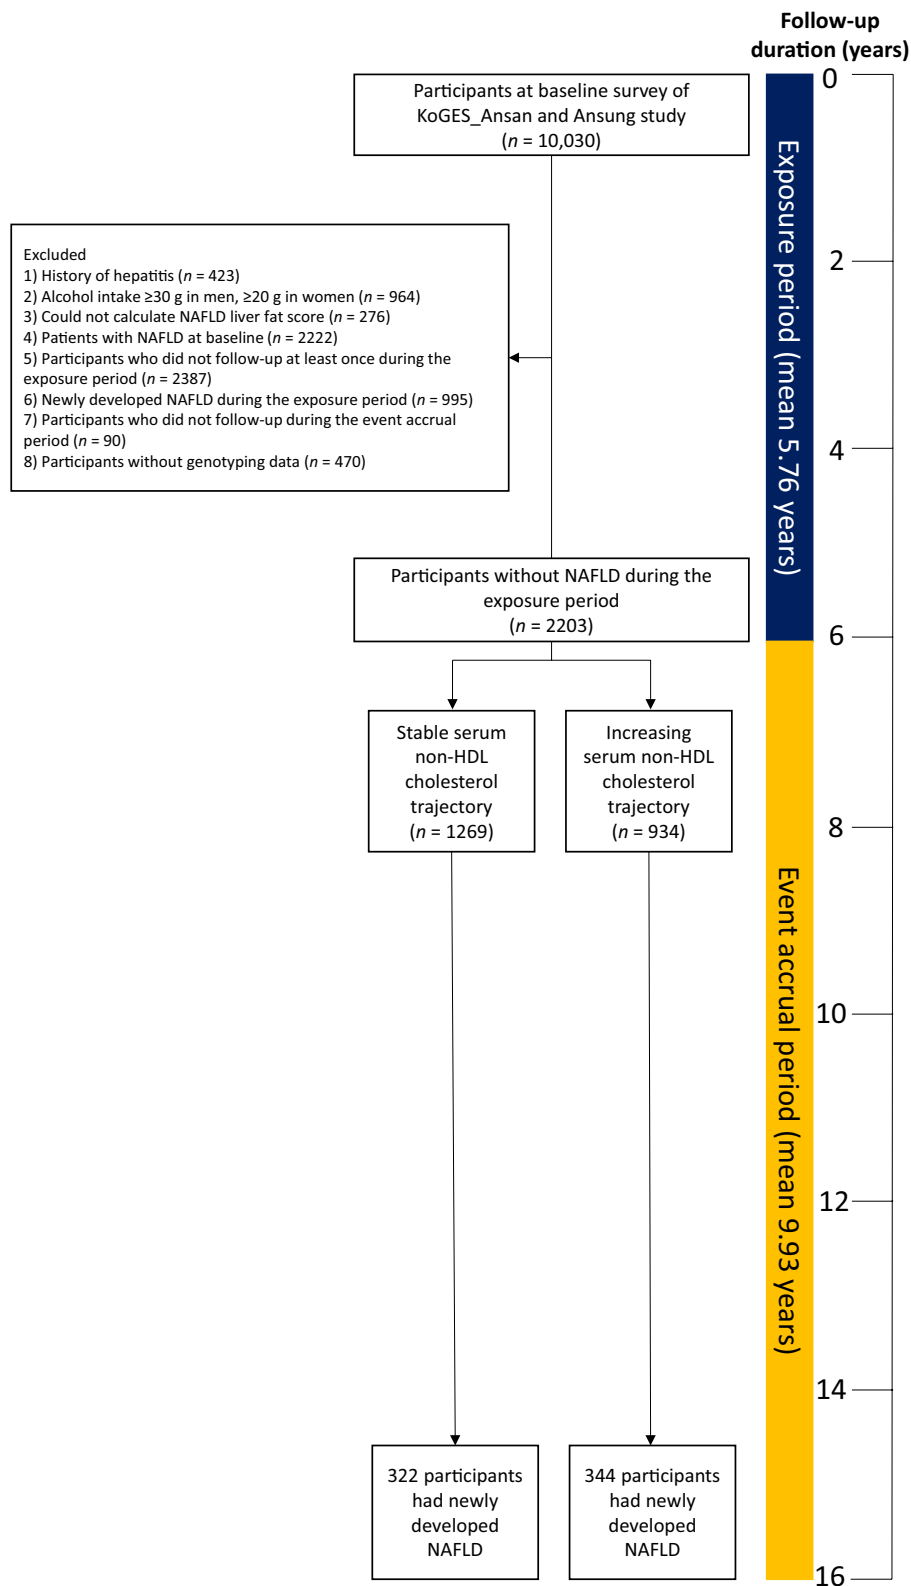 Follow-up
duration (years)
Participants at baseline survey of
KoGES_Ansan and Ansung study
(n = 10,030)
Excluded
1) History of hepatitis (n = 423)
2) Alcohol intake ≥30 g in men, ≥20 g in women (n = 964)
3) Could not calculate NAFLD liver fat score (n = 276)
4) Patients with NAFLD at baseline (n = 2222)
5) Participants who did not follow-up at least once during the
exposure period (n = 2387)
6) Newly developed NAFLD during the exposure period (n = 995)
7) Participants who did not follow-up during the event accrual
period (n = 90)
8) Participants without genotyping data (n = 470)
Participants without NAFLD during the
exposure period
(n = 2203)
Stable serum
non-HDL
cholesterol
trajectory
(n = 1269)
Increasing
serum non-HDL
cholesterol
trajectory
(n = 934)
322 participants
had newly
developed
NAFLD
344 participants
had newly
developed
NAFLD
Exposure period (mean 5.76 years)
Event accrual period (mean 9.93 years)
0
2
4
6
8
10
12
14
16